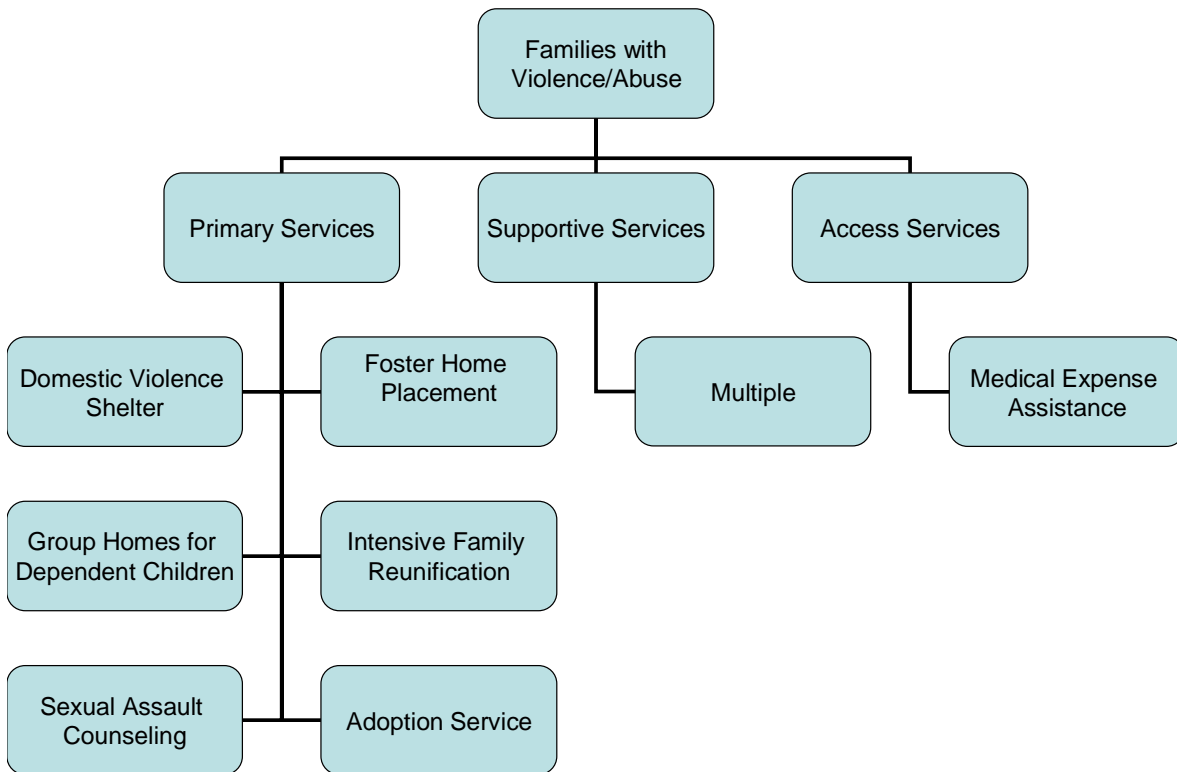 Families with
Violence/Abuse
Primary Services
Supportive Services
Access Services
Domestic Violence
Shelter
Foster Home
Placement
Multiple
Medical Expense
Assistance
Group Homes for
Dependent Children
Intensive Family
Reunification
Sexual Assault
Counseling
Adoption Service